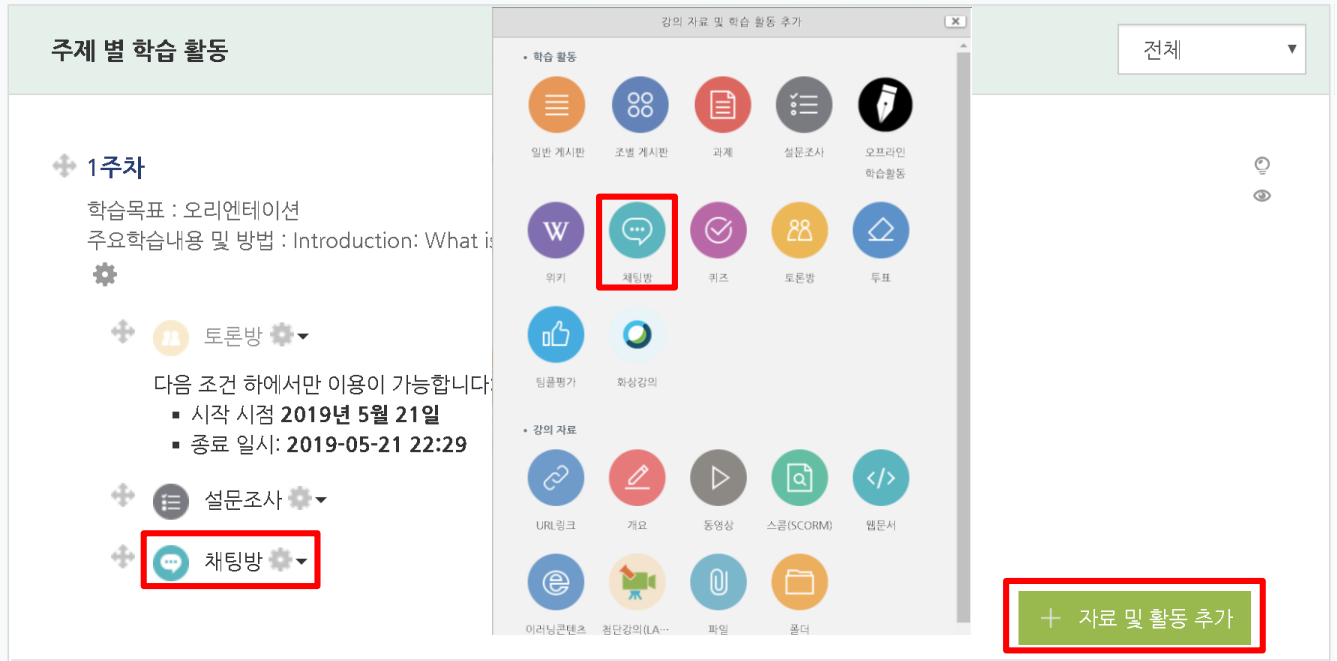 주제 별 학습 활동
전체
1주차
학습목표 : 오리엔테이션
주요학습내용 및 방법 : Introduction: What is
토론방
다음 조건 하에서만 이용이 가능합니다:
시작 시점 2019년 5월 21일
종료 일시: 2019-05-21 22:29
설문조사
채팅방
강의 자료 및 학습 활동 추가
• 학습 활동
일반 게시판 조별 게시판 과제 설문조사 오프라인
학습활동
W
위키 채팅방 퀴즈 토론방 투표
팀플평가 화상강의
• 강의 자료
URL링크 개요 동영상 스콤(SCORM) 웹문서
이러닝콘텐츠 첨단강의(LA… 파일 폴더
+ 자료 및 활동 추가